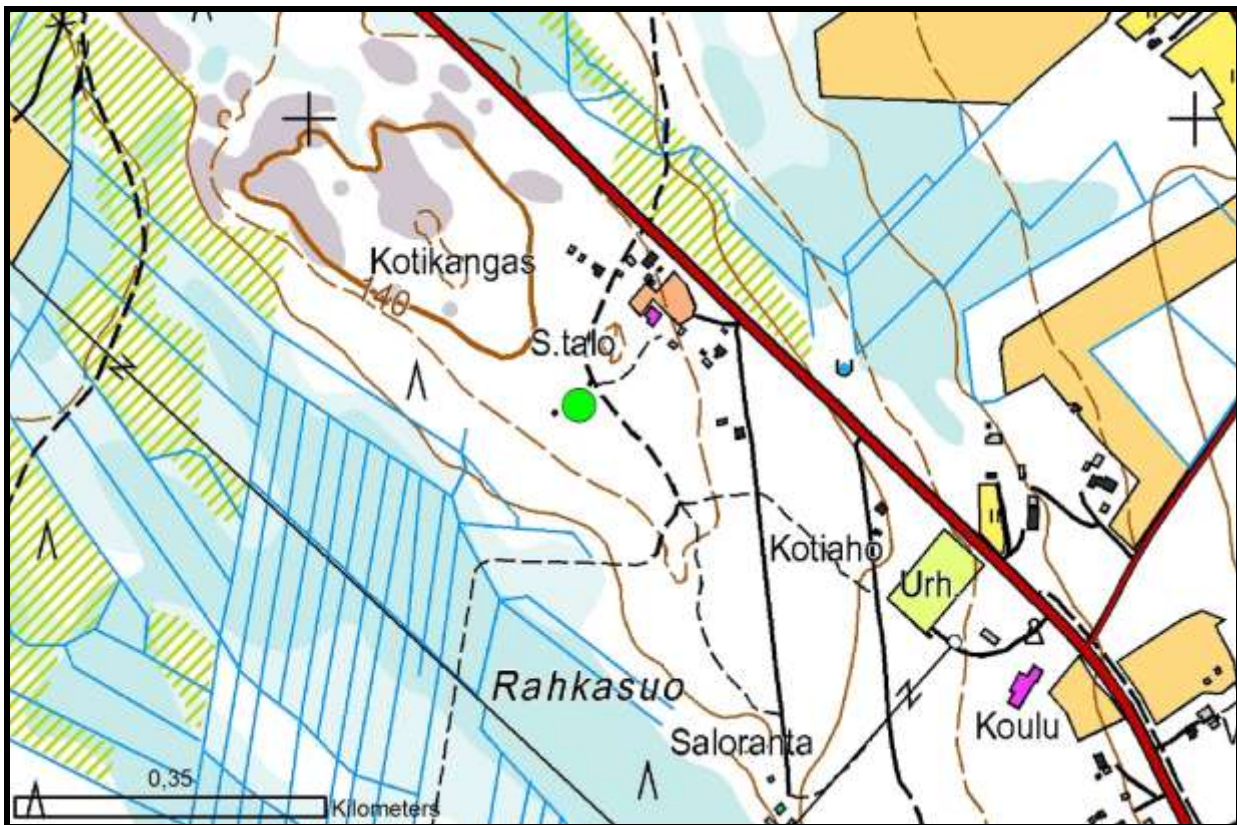 Kotikangas
140
S.talo
Kotiaho
Urh.
Rahkasuo
Koulu
Saloranta
0,35
Kilometers